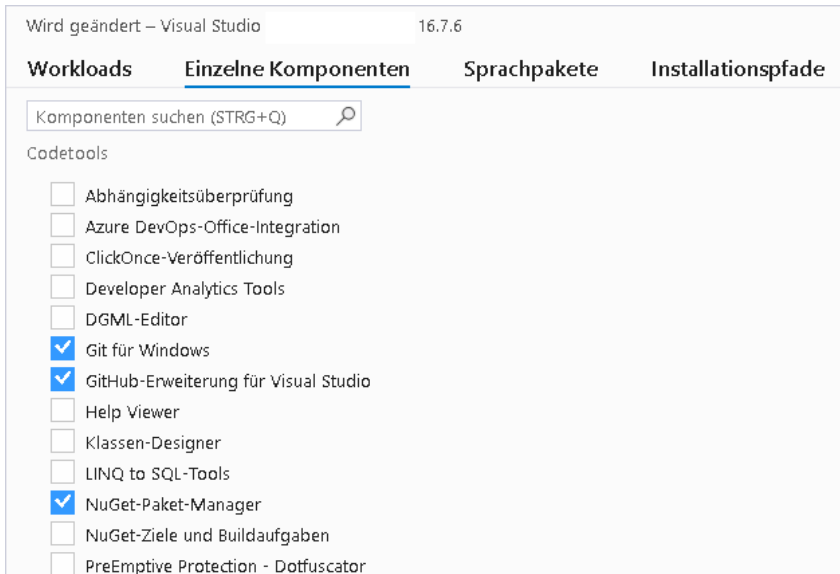 Wird geändert – Visual Studio 16.7.6
Workloads Einzelne Komponenten Sprachpakete Installationspfade
Komponenten suchen (STRG+Q)
Codetools
Abhängigkeitsüberprüfung
Azure DevOps-Office-Integration
ClickOnce-Veröffentlichung
Developer Analytics Tools
DGML-Editor
Git für Windows
GitHub-Erweiterung für Visual Studio
Help Viewer
Klassen-Designer
LINQ to SQL-Tools
NuGet-Paket-Manager
NuGet-Ziele und Buildaufgaben
PreEmptive Protection - Dotfuscator